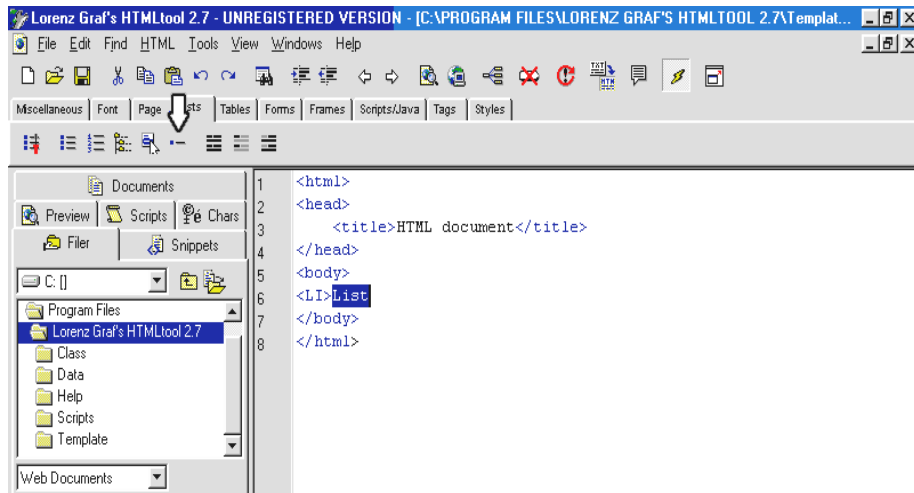 Lorenz Graf's HTMLtool 2.7 - UNREGISTERED VERSION - [C:\PROGRAM FILES\LORENZ GRAF'S HTMLTOOL 2.7\Templat...
File Edit Find HTML Tools View Windows Help
Miscellaneous Font Page Tables Forms Frames Scripts/Java Tags Styles
Documents
Preview Scripts Chars
Filer Snippets
C: []
Program Files
Lorenz Graf's HTMLtool 2.7
Class
Data
Help
Scripts
Template
Web Documents
1 <html>
2 <head>
3 <title>HTML document</title>
4 </head>
5 <body>
6 <LI>List
7 </body>
8 </html>